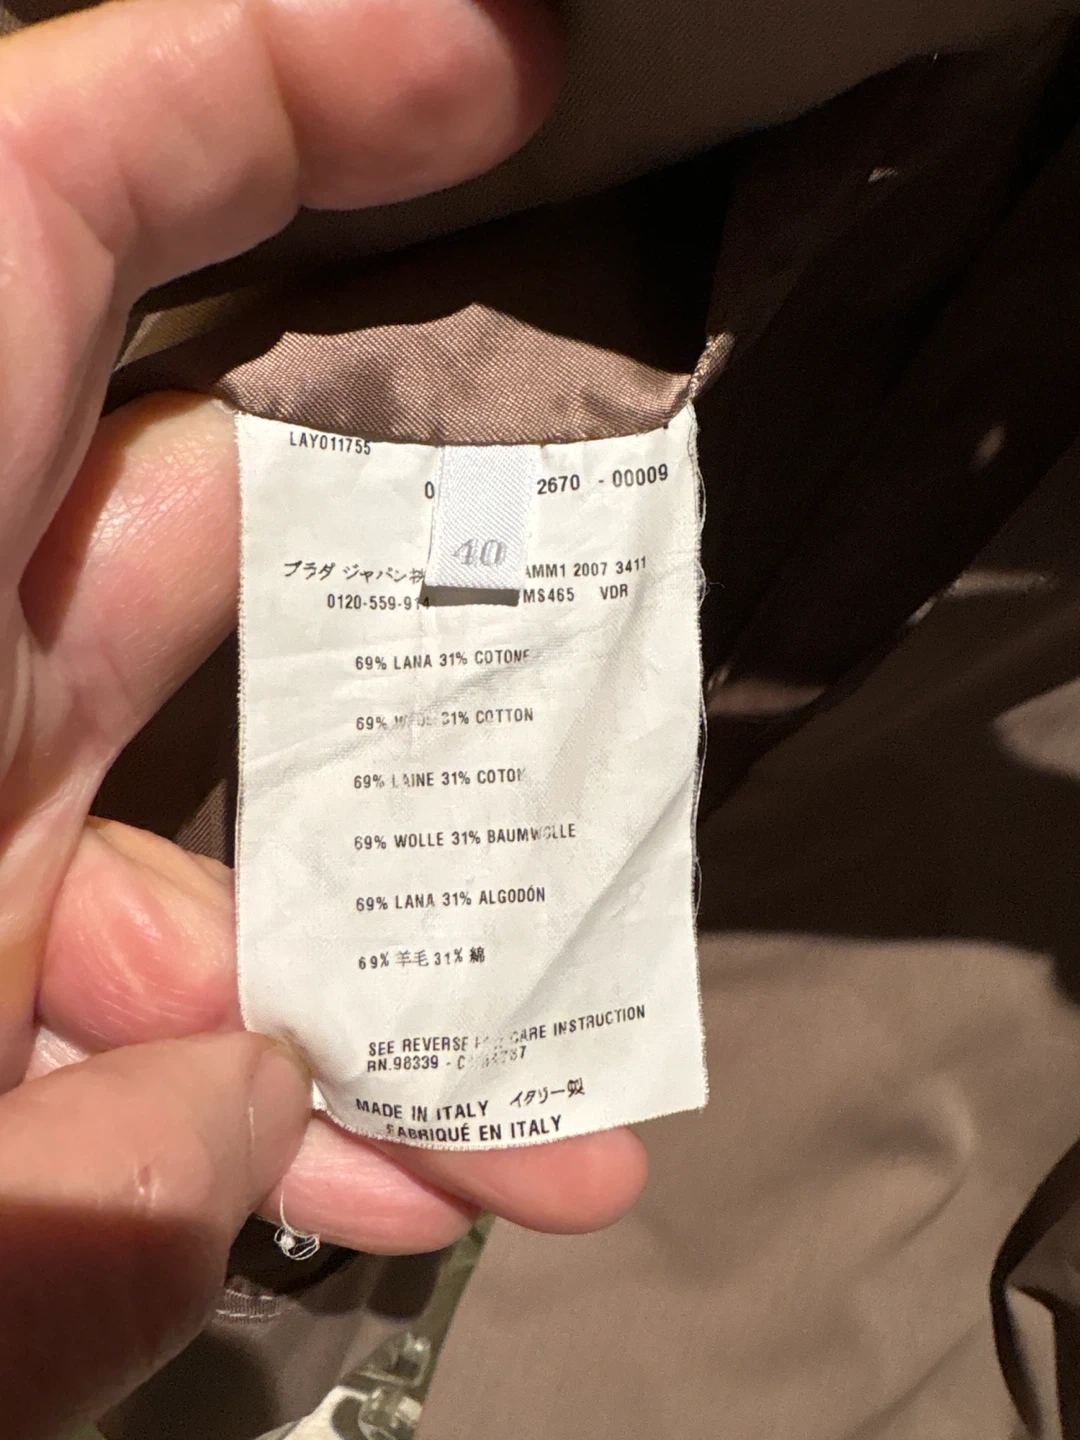 LAY011755
2670 - 00009
40
プラダ ジャパン AMM1 2007 3411
0120-559-914 MS465 VDR
69% LANA 31% COTONE
69% 31% COTTON
69% LAINE 31% COTON
69% WOLLE 31% BAUMWOLLE
69% LANA 31% ALGODÓN
69% 羊毛 31% 綿
SEE REVERSE FOR CARE INSTRUCTION
RN.98339 -
MADE IN ITALY イタリー製
FABRIQUÉ EN ITALY